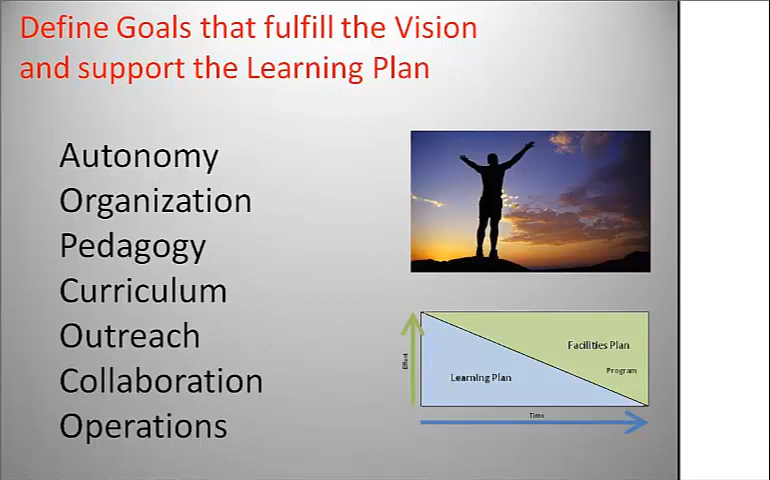 Define Goals that fulfill the Vision
and support the Learning Plan
Autonomy
Organization
Pedagogy
Curriculum
Outreach
Collaboration
Operations
Facilities Plan
Program
Learning Plan
Effort
Time